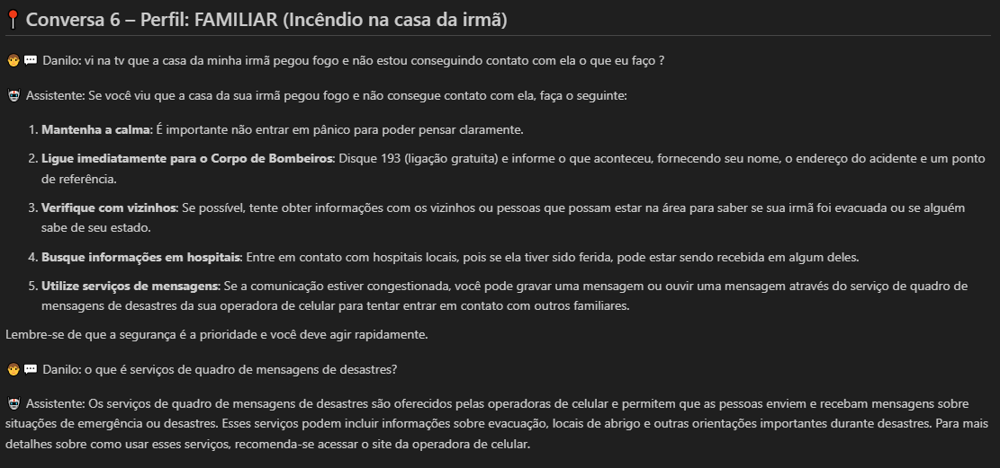 📍 Conversa 6 – Perfil: FAMILIAR (Incêndio na casa da irmã)
🧑💬 Danilo: vi na tv que a casa da minha irmã pegou fogo e não estou conseguindo contato com ela o que eu faço ?
🤖 Assistente: Se você viu que a casa da sua irmã pegou fogo e não consegue contato com ela, faça o seguinte:
1. Mantenha a calma: É importante não entrar em pânico para poder pensar claramente.
2. Ligue imediatamente para o Corpo de Bombeiros: Disque 193 (ligação gratuita) e informe o que aconteceu, fornecendo seu nome, o endereço do acidente e um ponto
de referência.
3. Verifique com vizinhos: Se possível, tente obter informações com os vizinhos ou pessoas que possam estar na área para saber se sua irmã foi evacuada ou se alguém
sabe de seu estado.
4. Busque informações em hospitais: Entre em contato com hospitais locais, pois se ela tiver sido ferida, pode estar sendo recebida em algum deles.
5. Utilize serviços de mensagens: Se a comunicação estiver congestionada, você pode gravar uma mensagem ou ouvir uma mensagem através do serviço de quadro de
mensagens de desastres da sua operadora de celular para tentar entrar em contato com outros familiares.
Lembre-se de que a segurança é a prioridade e você deve agir rapidamente.
🧑💬 Danilo: o que é serviços de quadro de mensagens de desastres?
🤖 Assistente: Os serviços de quadro de mensagens de desastres são oferecidos pelas operadoras de celular e permitem que as pessoas enviem e recebam mensagens sobre
situações de emergência ou desastres. Esses serviços podem incluir informações sobre evacuação, locais de abrigo e outras orientações importantes durante desastres. Para mais
detalhes sobre como usar esses serviços, recomenda-se acessar o site da operadora de celular.